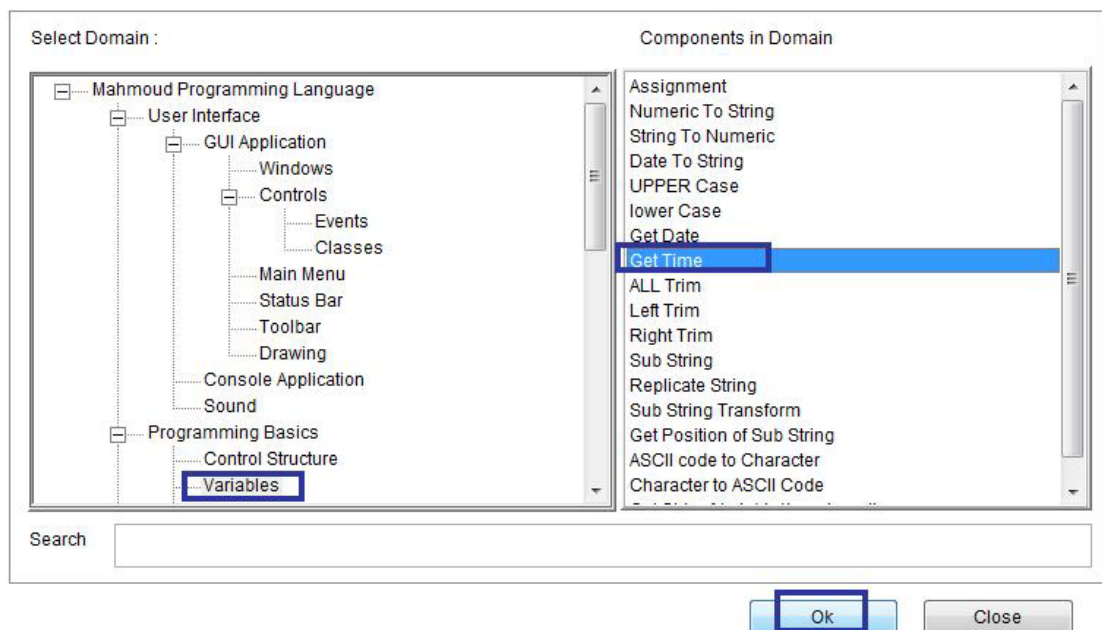 Select Domain :
Components in Domain
Mahmoud Programming Language
User Interface
GUI Application
Windows
Controls
Events
Classes
Main Menu
Status Bar
Toolbar
Drawing
Console Application
Sound
Programming Basics
Control Structure
Variables
Assignment
Numeric To String
String To Numeric
Date To String
UPPER Case
lower Case
Get Date
Get Time
ALL Trim
Left Trim
Right Trim
Sub String
Replicate String
Sub String Transform
Get Position of Sub String
ASCII code to Character
Character to ASCII Code
Search
Ok
Close